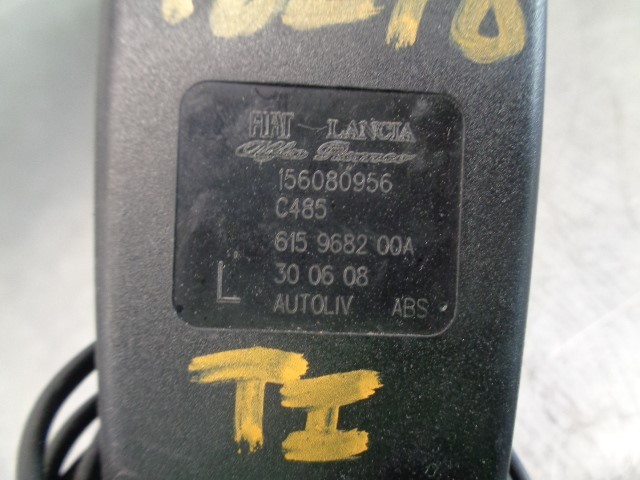 FIAT LANCIA
Alfa Romeo
156080956
C485
615 9682 00A
L 30 06 08
AUTOLIV ABS
TI